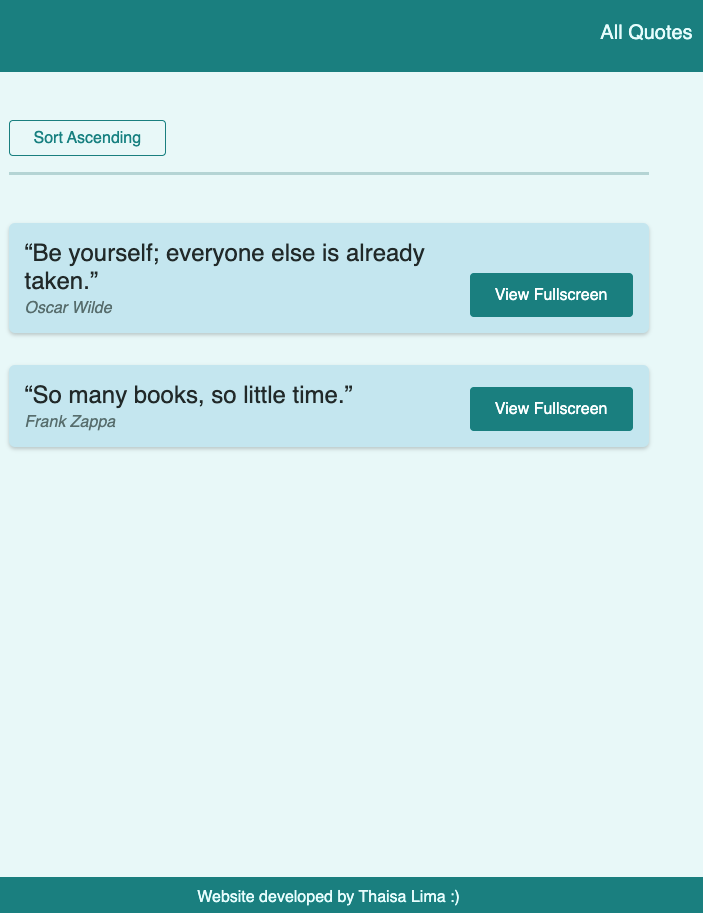 All Quotes
Sort Ascending
“Be yourself; everyone else is already
taken.”
Oscar Wilde
View Fullscreen
“So many books, so little time.”
Frank Zappa
View Fullscreen
Website developed by Thaisa Lima :)